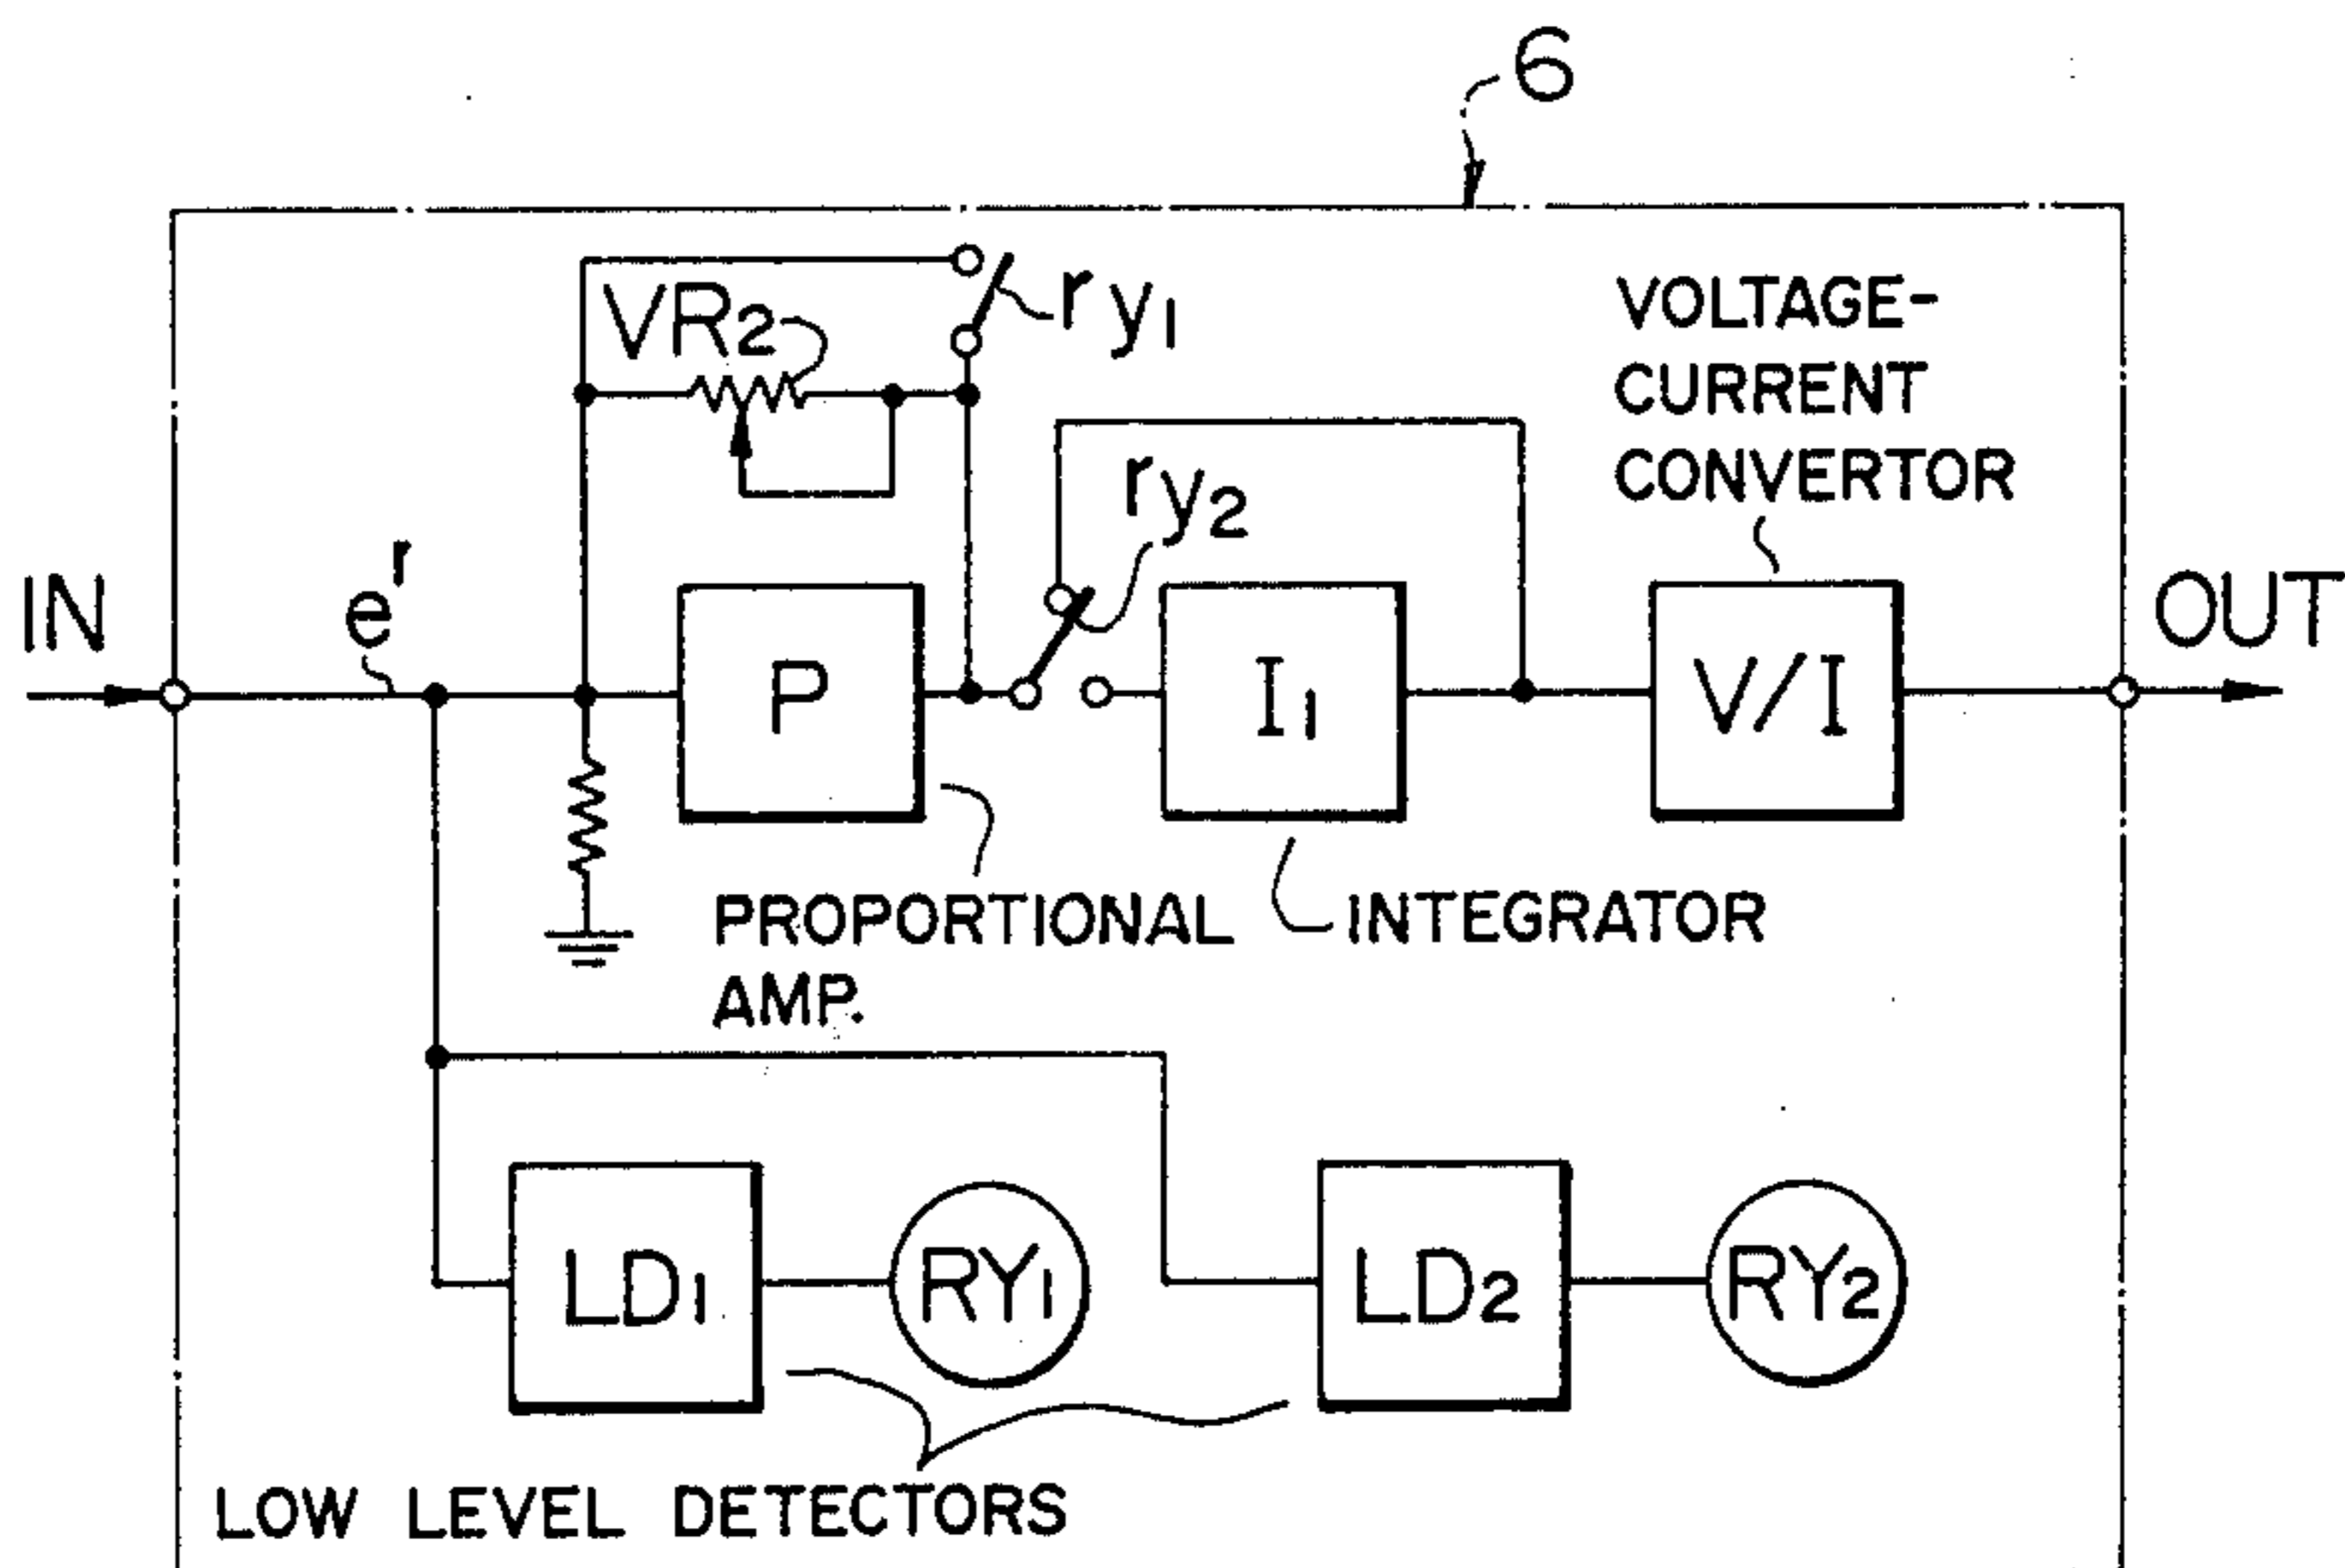 6
VR2
ry1
VOLTAGE-
CURRENT
CONVERTOR
ry2
IN
er
P
I1
V/I
OUT
PROPORTIONAL
AMP.
INTEGRATOR
LD1
RY1
LD2
RY2
LOW LEVEL DETECTORS